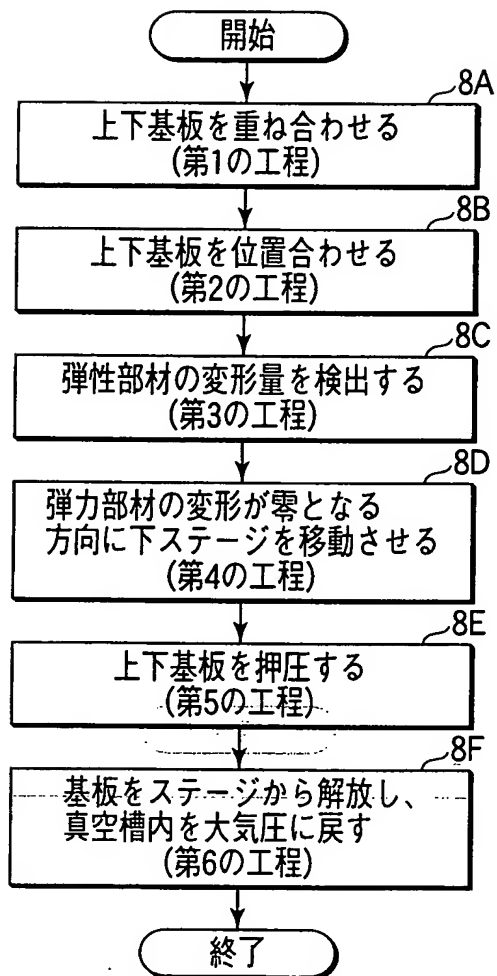 開始
8A
上下基板を重ね合わせる
(第1の工程)
8B
上下基板を位置合わせる
(第2の工程)
8C
弾性部材の変形量を検出する
(第3の工程)
8D
弾力部材の変形が零となる
方向に下ステージを移動させる
(第4の工程)
8E
上下基板を押圧する
(第5の工程)
8F
基板をステージから解放し、
真空槽内を大気圧に戻す
(第6の工程)
終了